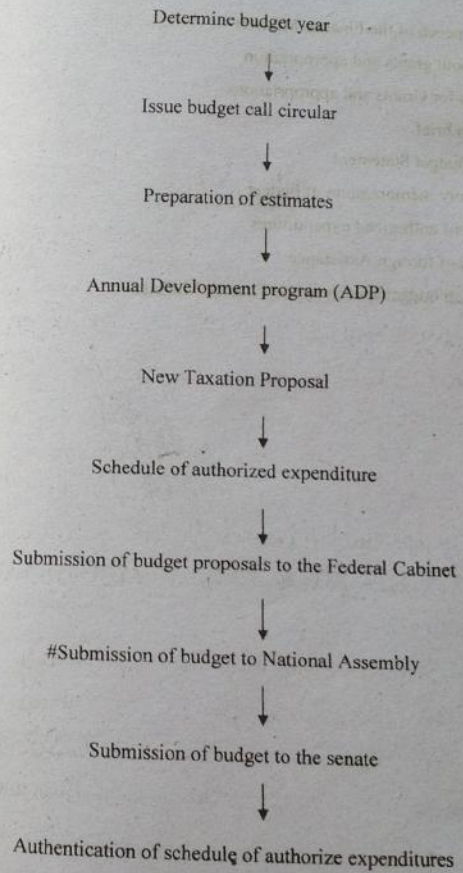 Determine budget year
Issue budget call circular
Preparation of estimates
Annual Development program (ADP)
New Taxation Proposal
Schedule of authorized expenditure
Submission of budget proposals to the Federal Cabinet
#Submission of budget to National Assembly
Submission of budget to the senate
Authentication of schedule of authorize expenditures